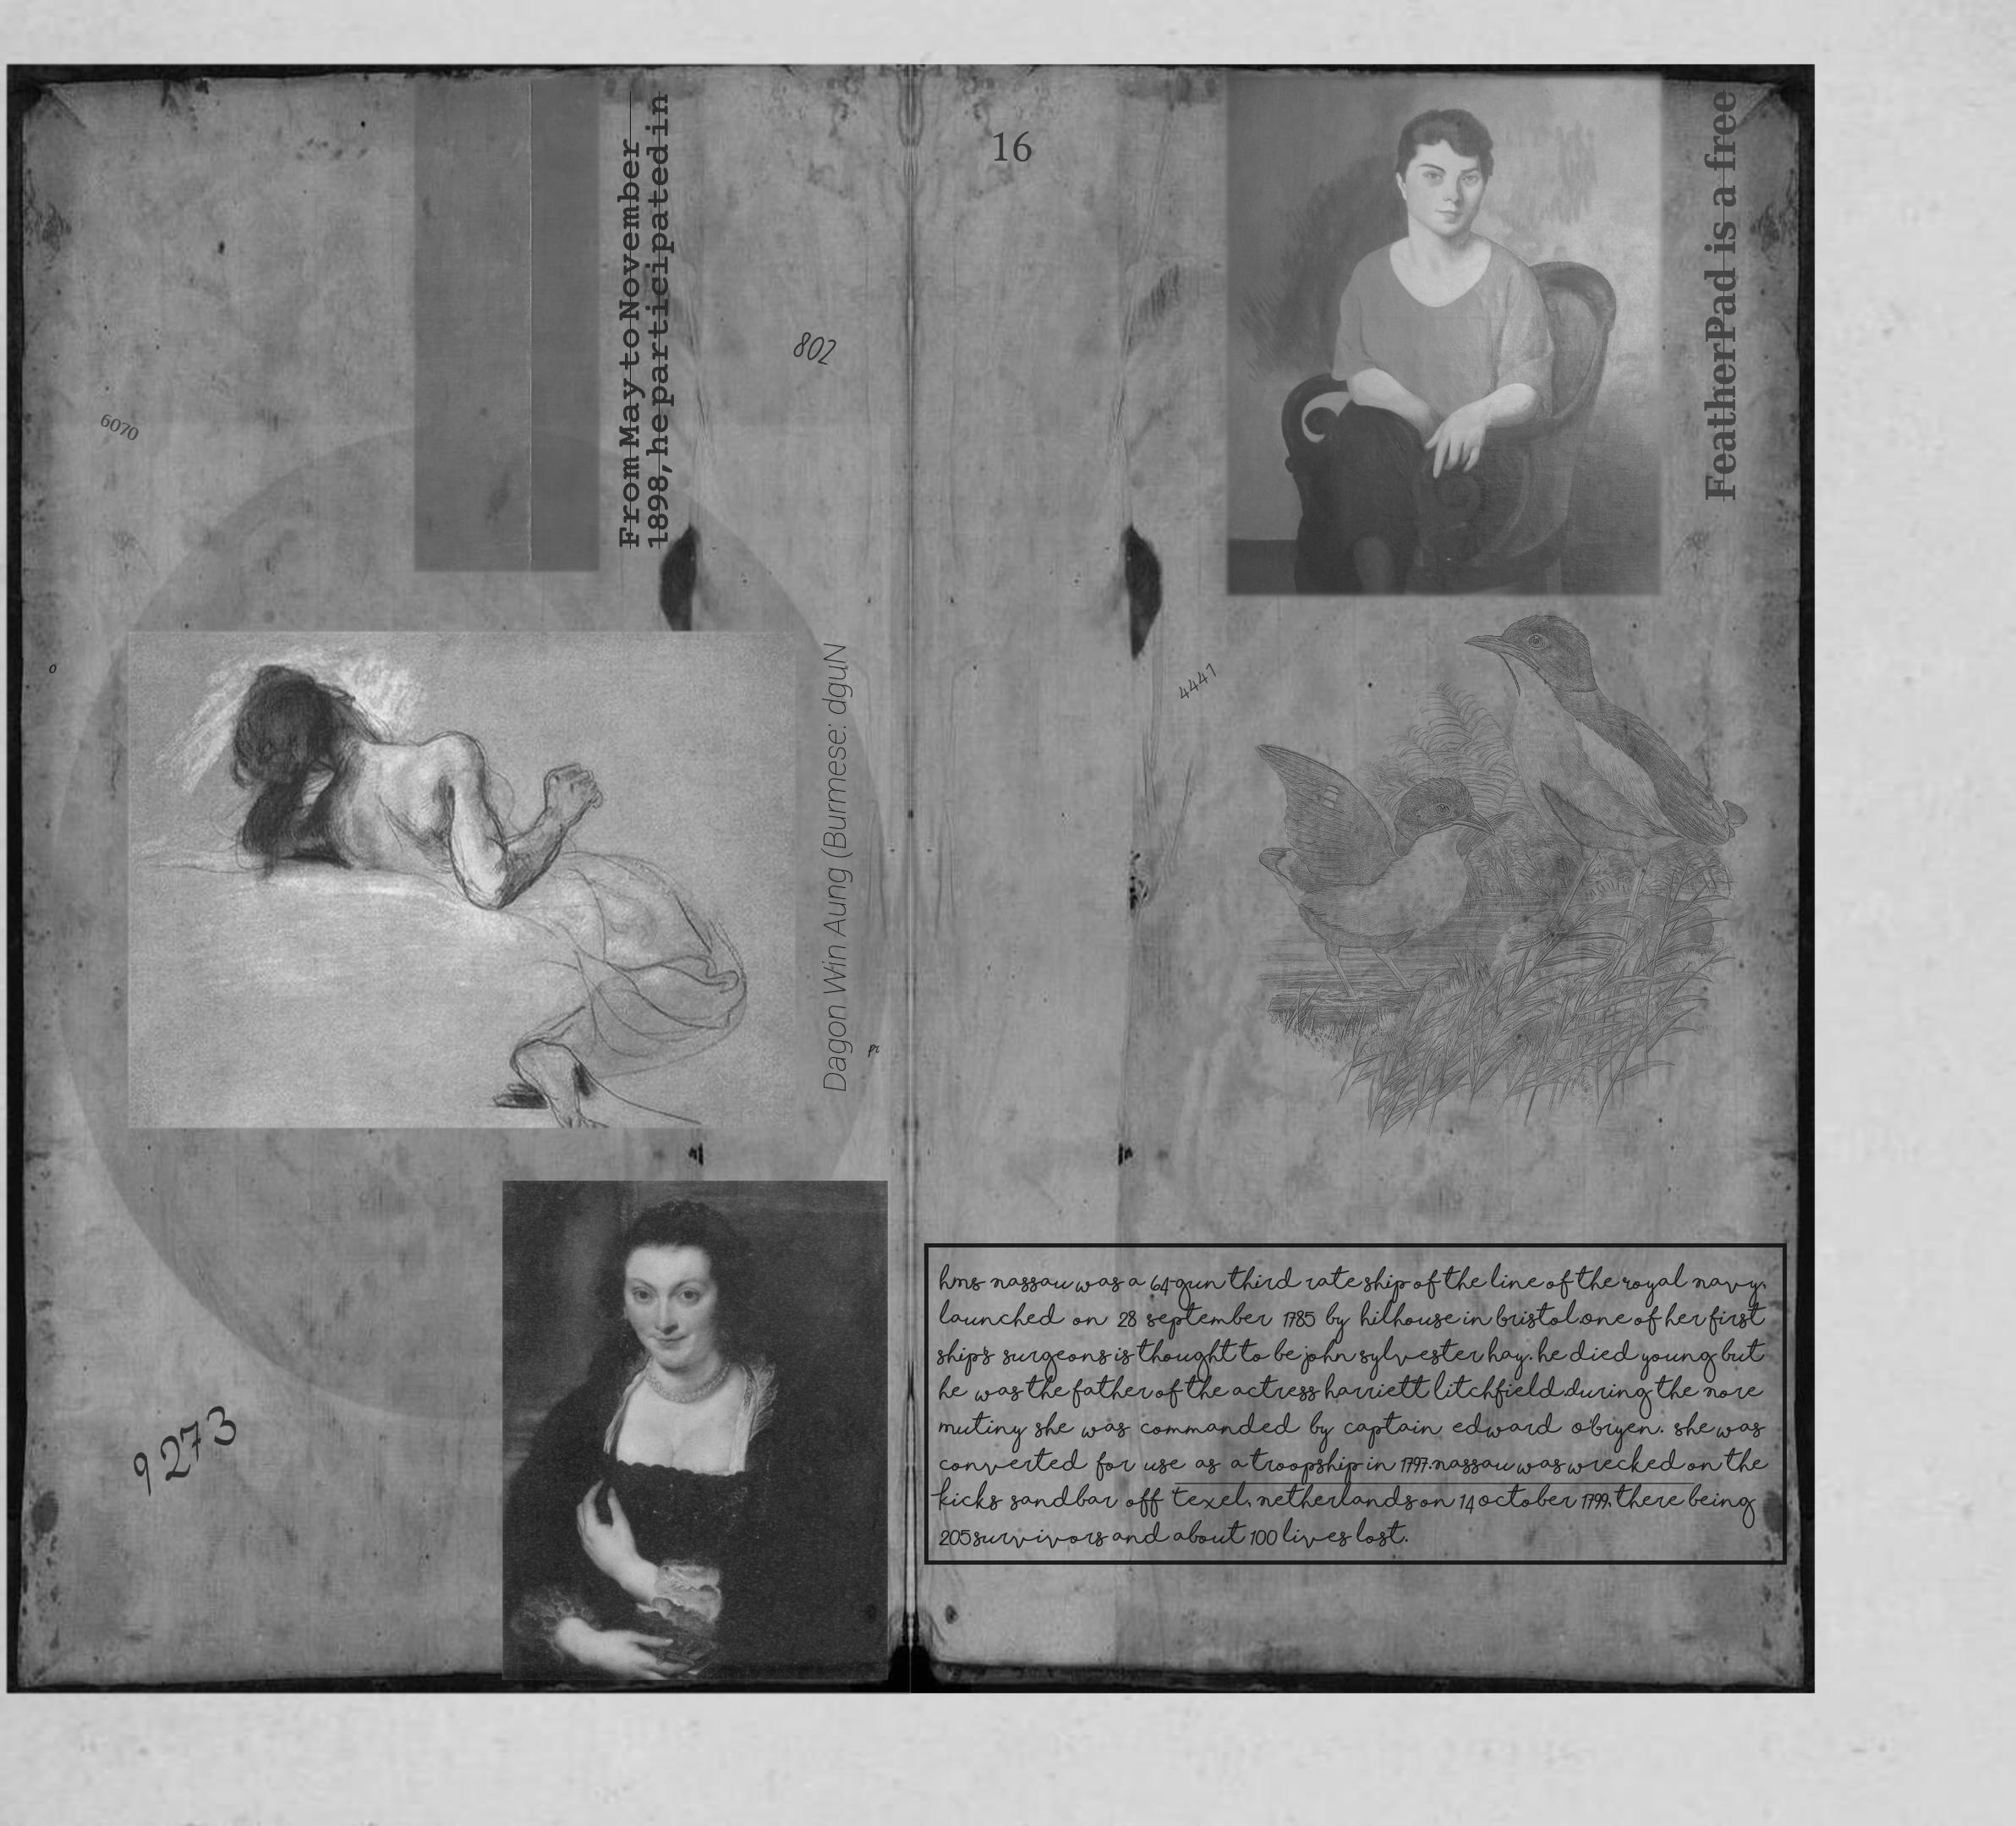 From May to November
1898, he participated in
802
6070
o
Dagon Win Aung (Burmese: dguN
pr
9273
16
FeatherPad is a free
4441
hms nassau was a 64-gun third rate ship of the line of the royal navy,
launched on 28 september 1785 by hilhouse in bristol.one of her first
ship's surgeons is thought to be john sylvester hay. he died young but
he was the father of the actress harriett litchfield.during the nore
mutiny she was commanded by captain edward o'bryen. she was
converted for use as a troopship in 1797.nassau was wrecked on the
kicks sandbar off texel, netherlands on 14 october 1799, there being
205 survivors and about 100 lives lost.